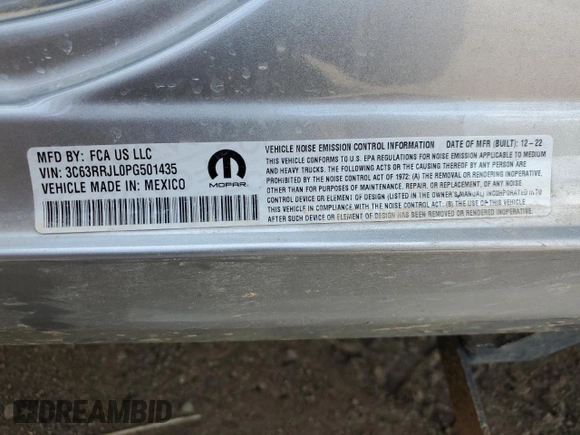 MFD BY: FCA US LLC
VIN: 3C63RRJL0PG501435
VEHICLE MADE IN: MEXICO
MOPAR
VEHICLE NOISE EMISSION CONTROL INFORMATION DATE OF MFR (BUILT): 12-22
THIS VEHICLE CONFORMS TO U.S. EPA REGULATIONS FOR NOISE EMISSION APPLICABLE TO MEDIUM
AND HEAVY TRUCKS. THE FOLLOWING ACTS OR CAUSING THEREOF BY ANY PERSON ARE
PROHIBITED BY THE NOISE CONTROL ACT OF 1972: (A) THE REMOVAL OR RENDERING INOPERATIVE,
OTHER THAN FOR PURPOSES OF MAINTENANCE, REPAIR, OR REPLACEMENT, OF ANY NOISE
CONTROL DEVICE OR ELEMENT OF DESIGN (LISTED IN THE OWNER'S MANUAL) INCORPORATED INTO
THIS VEHICLE IN COMPLIANCE WITH THE NOISE CONTROL ACT. (B) THE USE OF THIS VEHICLE
AFTER SUCH DEVICE OR ELEMENT OF DESIGN HAS BEEN REMOVED OR RENDERED INOPERATIVE.
DREAMBID